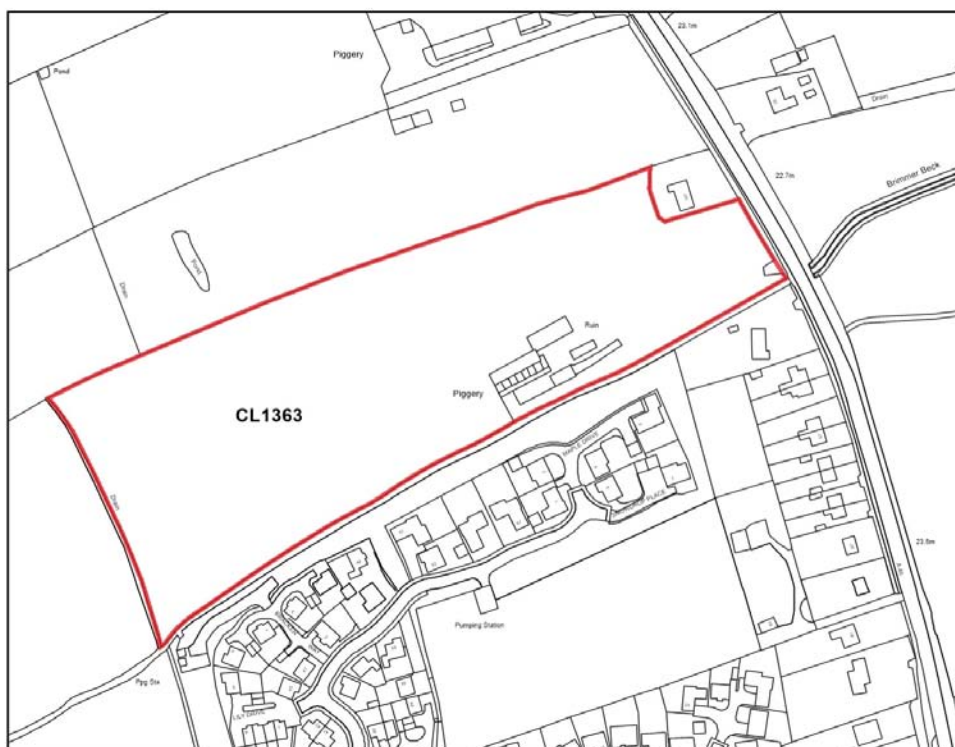 23.1m
Piggery
Pond
Drain
Brimmer Beck
22.7m
Pond
Drain
Ruin
Piggery
CL1363
MAPLE DRIVE
PLACE
Drain
23.8m
Pumping Station
Ppg Sta
LILY DRIVE